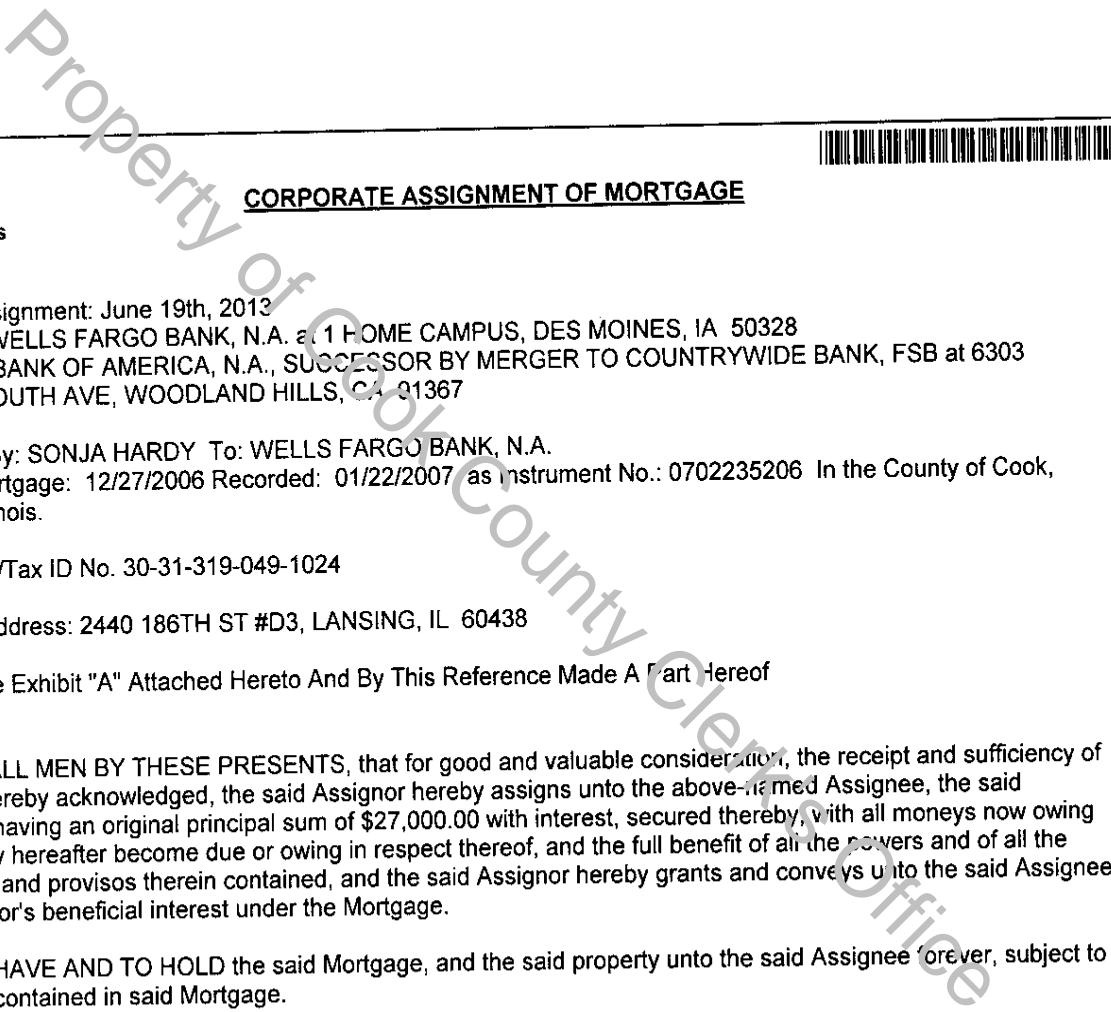 Property of Cook County Clerk's Office
CORPORATE ASSIGNMENT OF MORTGAGE
s
signment: June 19th, 2013
WELLS FARGO BANK, N.A. at 1 HOME CAMPUS, DES MOINES, IA 50328
BANK OF AMERICA, N.A., SUCCESSOR BY MERGER TO COUNTRYWIDE BANK, FSB at 6303
OUTH AVE, WOODLAND HILLS, CA 91367
y: SONJA HARDY To: WELLS FARGO BANK, N.A.
rtgage: 12/27/2006 Recorded: 01/22/2007 as Instrument No.: 0702235206 In the County of Cook,
nois.
/Tax ID No. 30-31-319-049-1024
ddress: 2440 186TH ST #D3, LANSING, IL 60438
e Exhibit "A" Attached Hereto And By This Reference Made A Part Hereof
ALL MEN BY THESE PRESENTS, that for good and valuable consideration, the receipt and sufficiency of
ereby acknowledged, the said Assignor hereby assigns unto the above-named Assignee, the said
having an original principal sum of $27,000.00 with interest, secured thereby, with all moneys now owing
y hereafter become due or owing in respect thereof, and the full benefit of all the powers and of all the
and provisos therein contained, and the said Assignor hereby grants and conveys unto the said Assignee
or's beneficial interest under the Mortgage.
HAVE AND TO HOLD the said Mortgage, and the said property unto the said Assignee forever, subject to
contained in said Mortgage.